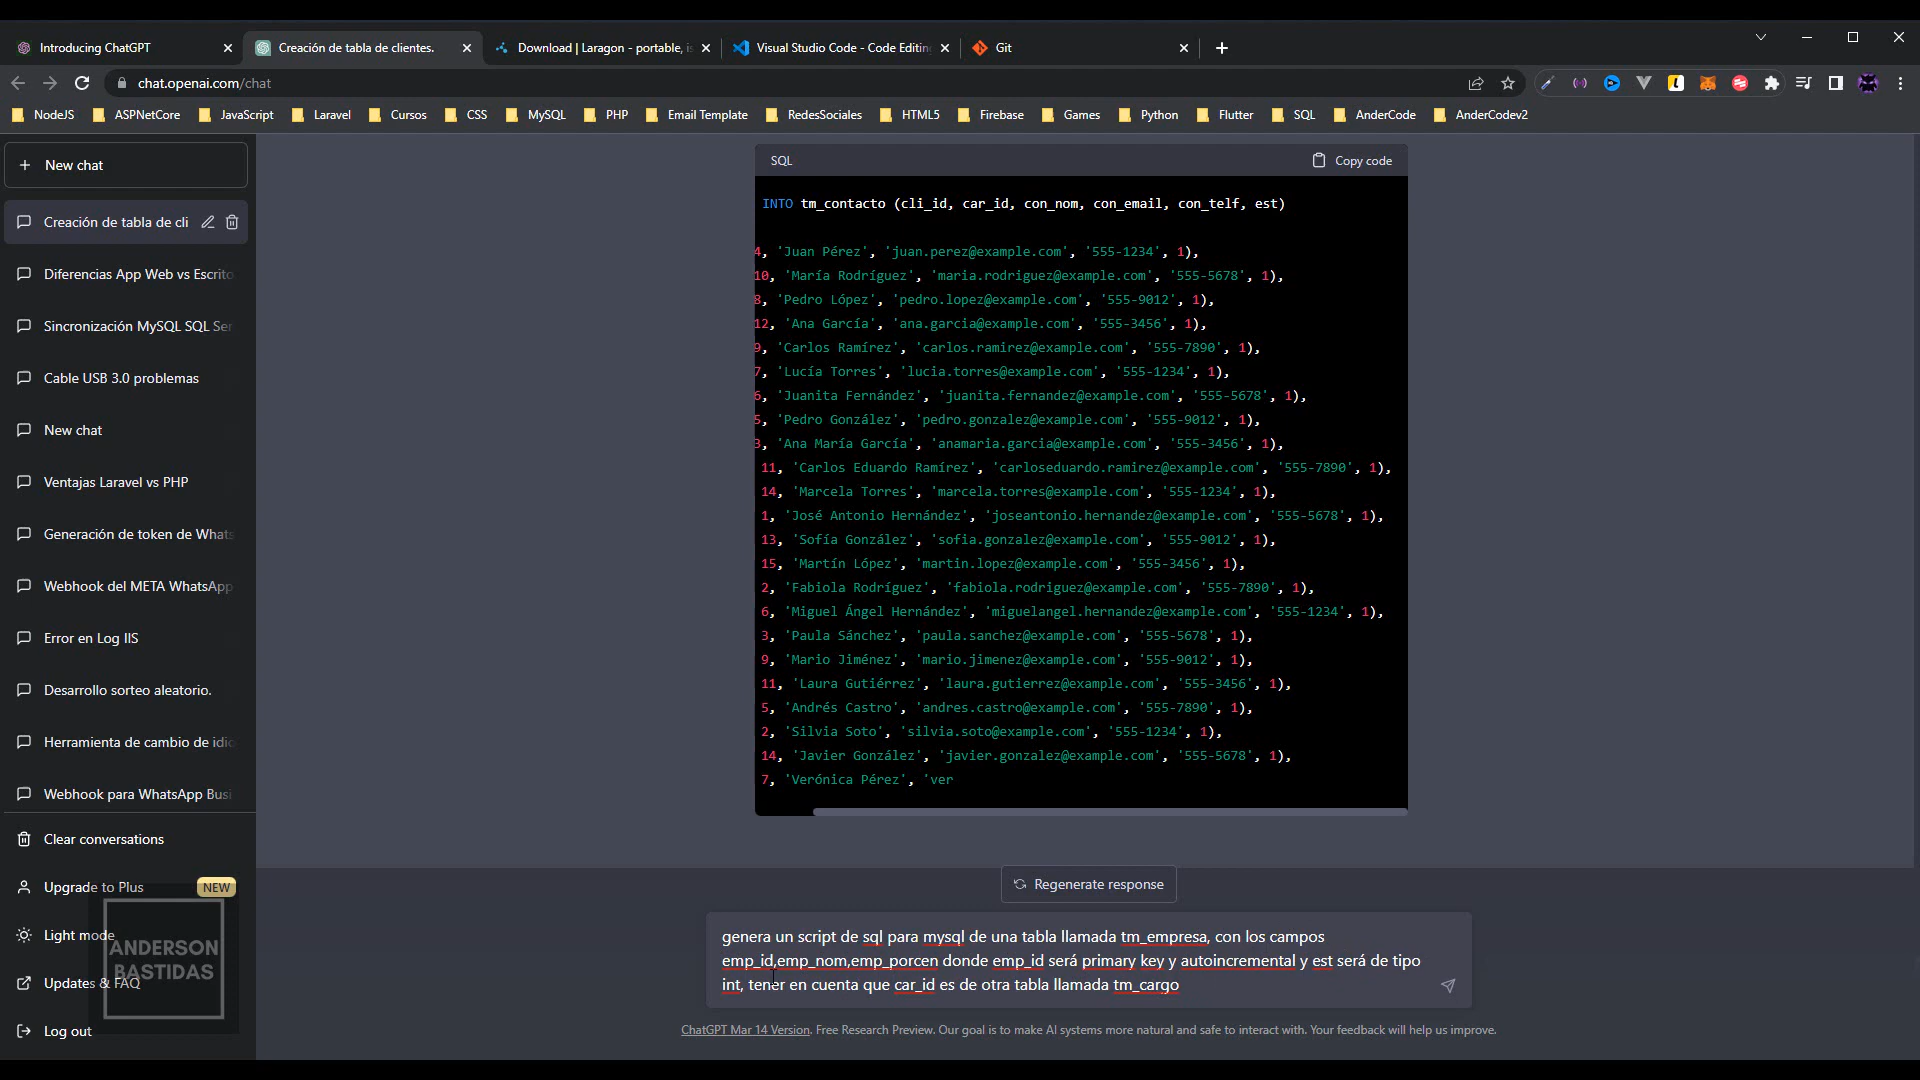 Introducing ChatGPT
Creación de tabla de clientes.
Download | Laragon - portable, is
Visual Studio Code - Code Editing
Git
chat.openai.com/chat
NodeJS
ASPNetCore
JavaScript
Laravel
Cursos
CSS
MySQL
PHP
Email Template
RedesSociales
HTML5
Firebase
Games
Python
Flutter
SQL
AnderCode
AnderCodev2
New chat
Creación de tabla de cli
Diferencias App Web vs Escrito
Sincronización MySQL SQL Ser
Cable USB 3.0 problemas
New chat
Ventajas Laravel vs PHP
Generación de token de Whats
Webhook del META WhatsApp
Error en Log IIS
Desarrollo sorteo aleatorio.
Herramienta de cambio de idio
Webhook para WhatsApp Busi
Clear conversations
Upgrade to Plus NEW
Light mode
Updates & FAQ
Log out
ANDERSON
BASTIDAS
SQL
Copy code
INTO tm_contacto (cli_id, car_id, con_nom, con_email, con_telf, est)
4, 'Juan Pérez', 'juan.perez@example.com', '555-1234', 1),
10, 'María Rodríguez', 'maria.rodriguez@example.com', '555-5678', 1),
8, 'Pedro López', 'pedro.lopez@example.com', '555-9012', 1),
12, 'Ana García', 'ana.garcia@example.com', '555-3456', 1),
9, 'Carlos Ramírez', 'carlos.ramirez@example.com', '555-7890', 1),
7, 'Lucía Torres', 'lucia.torres@example.com', '555-1234', 1),
6, 'Juanita Fernández', 'juanita.fernandez@example.com', '555-5678', 1),
5, 'Pedro González', 'pedro.gonzalez@example.com', '555-9012', 1),
3, 'Ana María García', 'anamaria.garcia@example.com', '555-3456', 1),
11, 'Carlos Eduardo Ramírez', 'carloseduardo.ramirez@example.com', '555-7890', 1),
14, 'Marcela Torres', 'marcela.torres@example.com', '555-1234', 1),
1, 'José Antonio Hernández', 'joseantonio.hernandez@example.com', '555-5678', 1),
13, 'Sofía González', 'sofia.gonzalez@example.com', '555-9012', 1),
15, 'Martín López', 'martin.lopez@example.com', '555-3456', 1),
2, 'Fabiola Rodríguez', 'fabiola.rodriguez@example.com', '555-7890', 1),
6, 'Miguel Ángel Hernández', 'miguelangel.hernandez@example.com', '555-1234', 1),
3, 'Paula Sánchez', 'paula.sanchez@example.com', '555-5678', 1),
9, 'Mario Jiménez', 'mario.jimenez@example.com', '555-9012', 1),
11, 'Laura Gutiérrez', 'laura.gutierrez@example.com', '555-3456', 1),
5, 'Andrés Castro', 'andres.castro@example.com', '555-7890', 1),
2, 'Silvia Soto', 'silvia.soto@example.com', '555-1234', 1),
14, 'Javier González', 'javier.gonzalez@example.com', '555-5678', 1),
7, 'Verónica Pérez', 'ver
Regenerate response
genera un script de sql para mysql de una tabla llamada tm_empresa, con los campos
emp_id,emp_nom,emp_porcen donde emp_id será primary key y autoincremental y est será de tipo
int, tener en cuenta que car_id es de otra tabla llamada tm_cargo
ChatGPT Mar 14 Version. Free Research Preview. Our goal is to make AI systems more natural and safe to interact with. Your feedback will help us improve.